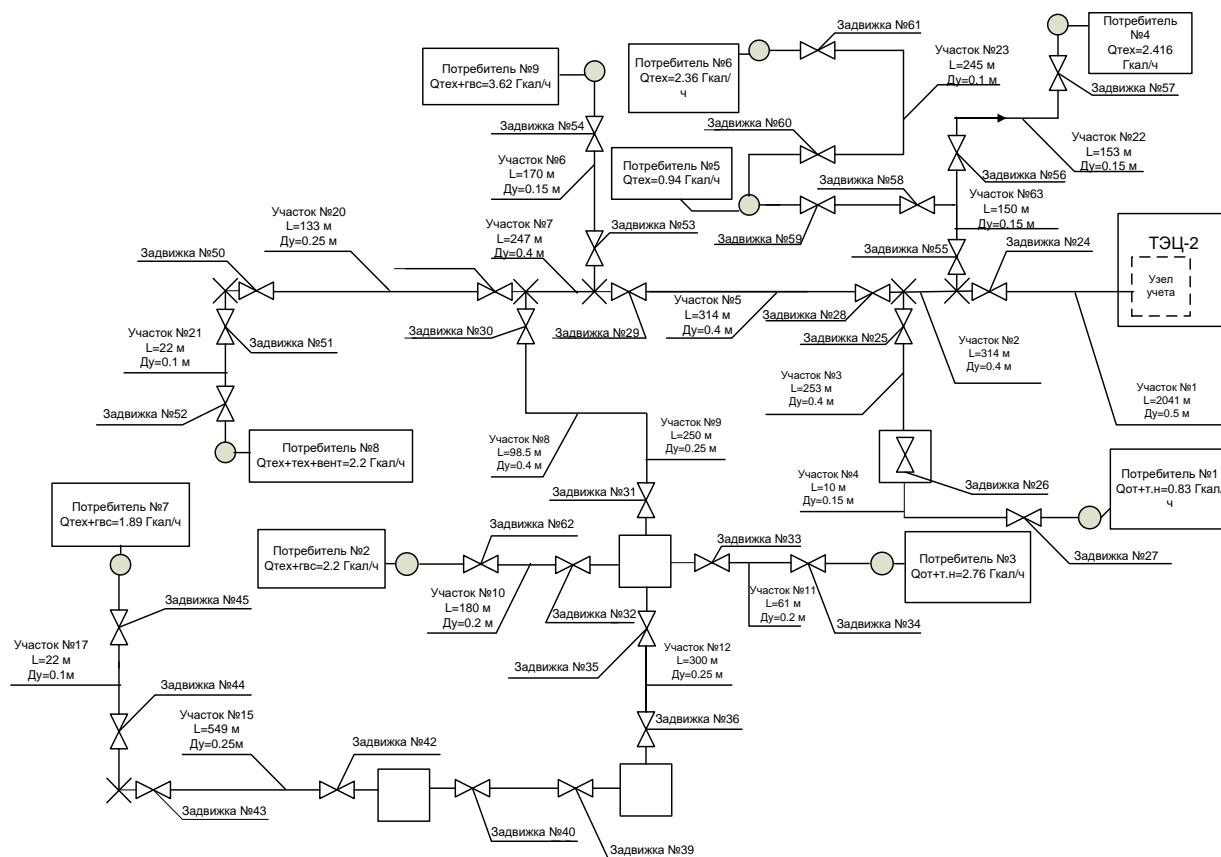 Потребитель №9
Qтех+гвс=3.62 Гкал/ч
Потребитель №6
Qтех=2.36 Гкал/
ч
Задвижка №61
Участок №23
L=245 м
Ду=0.1 м
Потребитель
№4
Qтех=2.416
Гкал/ч
Задвижка №57
Задвижка №54
Задвижка №60
Участок №22
L=153 м
Ду=0.15 м
Участок №6
L=170 м
Ду=0.15 м
Потребитель №5
Qтех=0.94 Гкал/ч
Задвижка №58
Задвижка №56
Участок №63
L=150 м
Ду=0.15 м
Участок №20
L=133 м
Ду=0.25 м
Участок №7
L=247 м
Ду=0.4 м
Задвижка №53
Задвижка №59
Задвижка №55
Задвижка №24
ТЭЦ-2
Узел
учета
Задвижка №50
Участок №21
L=22 м
Ду=0.1 м
Задвижка №51
Задвижка №30
Задвижка №29
Участок №5
L=314 м
Ду=0.4 м
Задвижка №28
Задвижка №25
Участок №2
L=314 м
Ду=0.4 м
Участок №3
L=253 м
Ду=0.4 м
Участок №1
L=2041 м
Ду=0.5 м
Задвижка №52
Потребитель №8
Qтех+тех+вент=2.2 Гкал/ч
Участок №8
L=98.5 м
Ду=0.4 м
Участок №9
L=250 м
Ду=0.25 м
Участок №4
L=10 м
Ду=0.15 м
Задвижка №26
Потребитель №1
Qот+т.н=0.83 Гкал/
ч
Задвижка №27
Потребитель №7
Qтех+гвс=1.89 Гкал/ч
Задвижка №31
Задвижка №62
Задвижка №33
Потребитель №2
Qтех+гвс=2.2 Гкал/ч
Потребитель №3
Qот+т.н=2.76 Гкал/ч
Участок №10
L=180 м
Ду=0.2 м
Задвижка №32
Участок №11
L=61 м
Ду=0.2 м
Задвижка №34
Задвижка №45
Участок №17
L=22 м
Ду=0.1м
Задвижка №35
Участок №12
L=300 м
Ду=0.25 м
Задвижка №44
Участок №15
L=549 м
Ду=0.25м
Задвижка №42
Задвижка №36
Задвижка №43
Задвижка №40
Задвижка №39